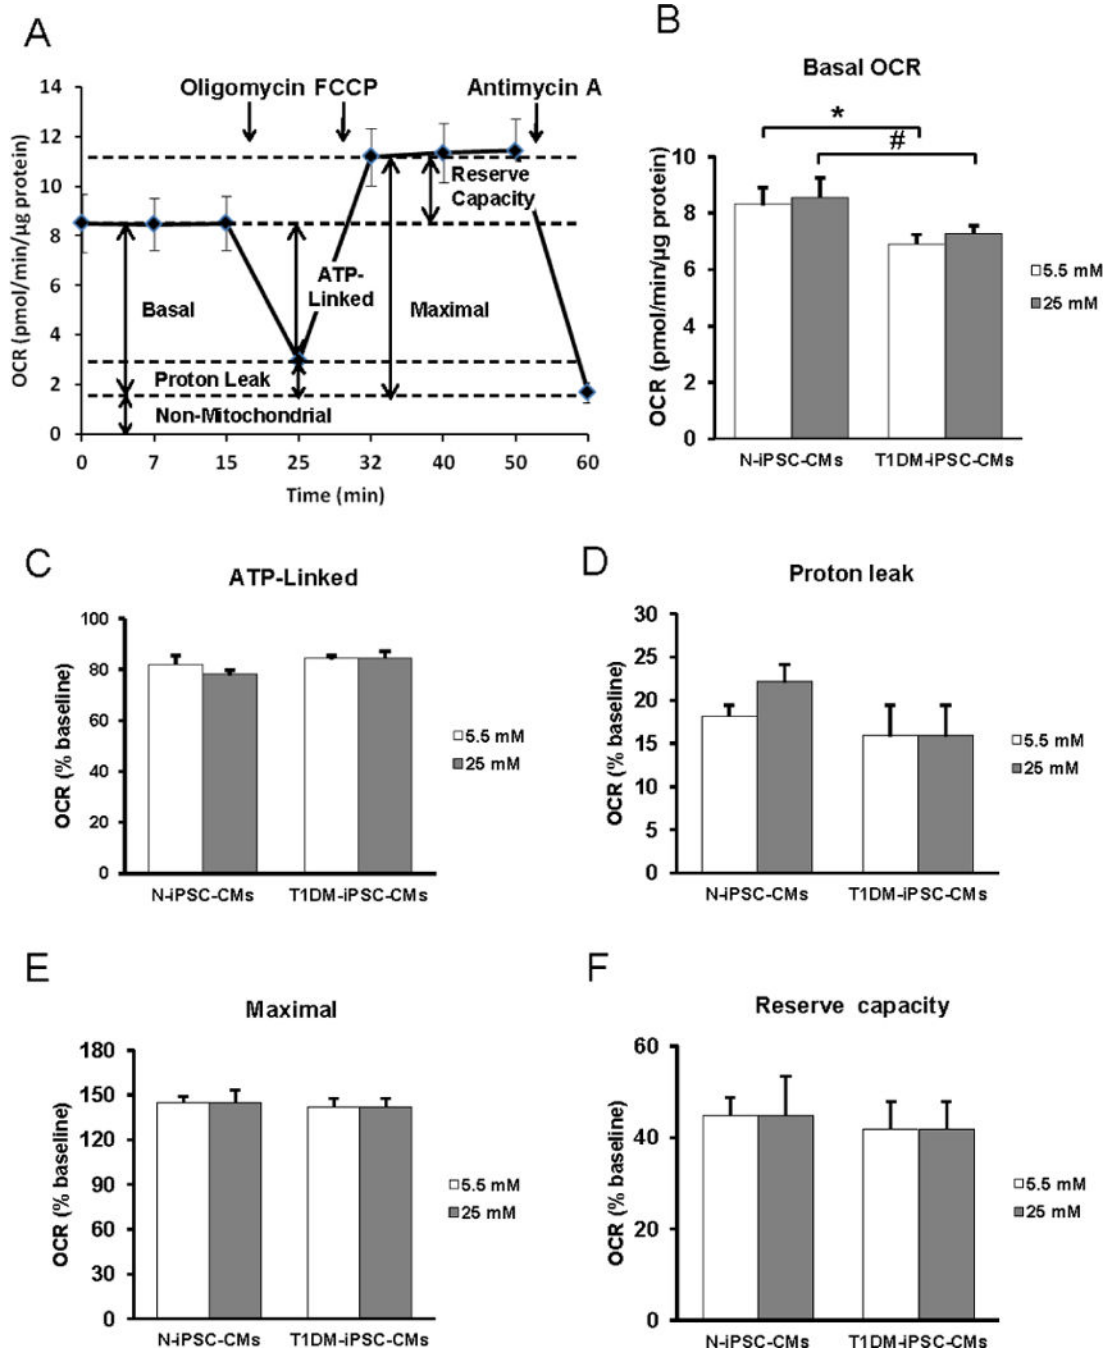 A
Oligomycin FCCP
Antimycin A
OCR (pmol/min/µg protein)
14
12
10
8
6
4
2
0
Reserve
Capacity
ATP-
Linked
Basal
Maximal
Proton Leak
Non-Mitochondrial
0 7 15 25 32 40 50 60
Time (min)
B
Basal OCR
*
#
OCR (pmol/min/µg protein)
10
8
6
4
2
0
5.5 mM
25 mM
N-iPSC-CMs T1DM-iPSC-CMs
C
ATP-Linked
OCR (% baseline)
100
80
60
40
20
0
5.5 mM
25 mM
N-iPSC-CMs T1DM-iPSC-CMs
D
Proton leak
OCR (% baseline)
30
25
20
15
10
5
0
5.5 mM
25 mM
N-iPSC-CMs T1DM-iPSC-CMs
E
Maximal
OCR (% baseline)
180
150
120
90
60
30
0
5.5 mM
25 mM
N-iPSC-CMs T1DM-iPSC-CMs
F
Reserve capacity
OCR (% baseline)
60
40
20
0
5.5 mM
25 mM
N-iPSC-CMs T1DM-iPSC-CMs